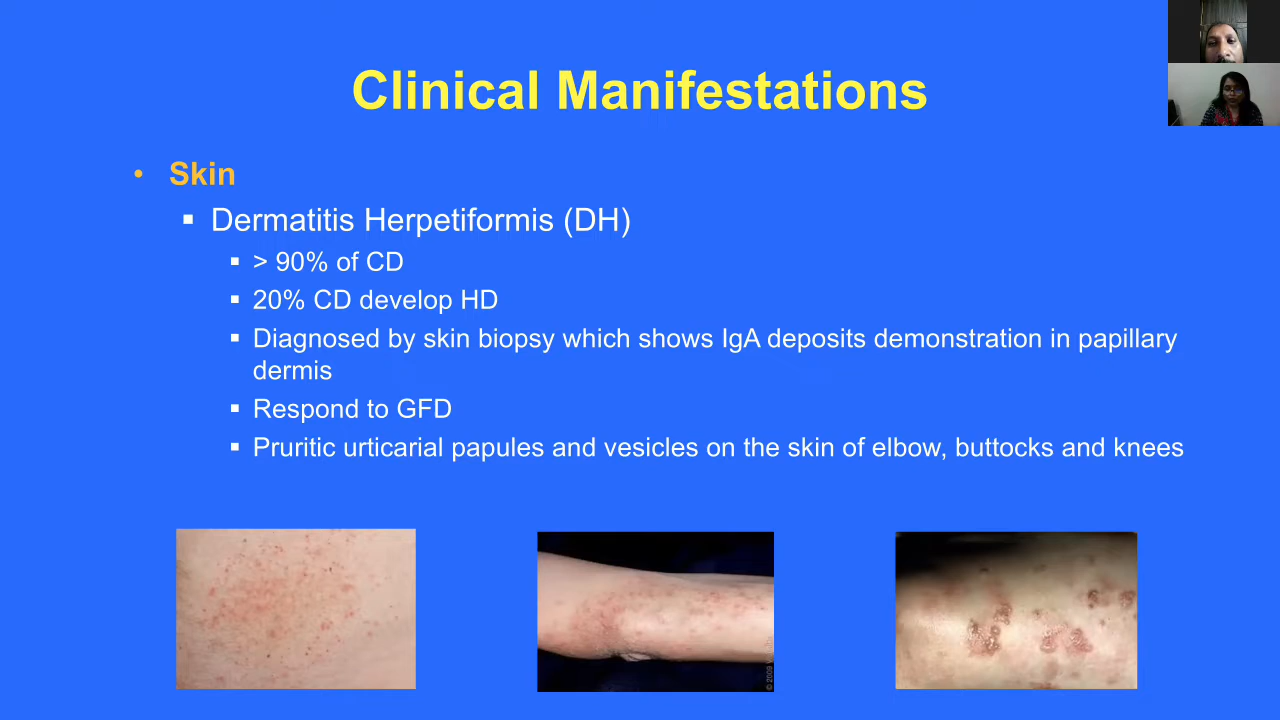 Clinical Manifestations
• Skin
▪ Dermatitis Herpetiformis (DH)
▪ > 90% of CD
▪ 20% CD develop HD
▪ Diagnosed by skin biopsy which shows IgA deposits demonstration in papillary
dermis
▪ Respond to GFD
▪ Pruritic urticarial papules and vesicles on the skin of elbow, buttocks and knees
© 2009